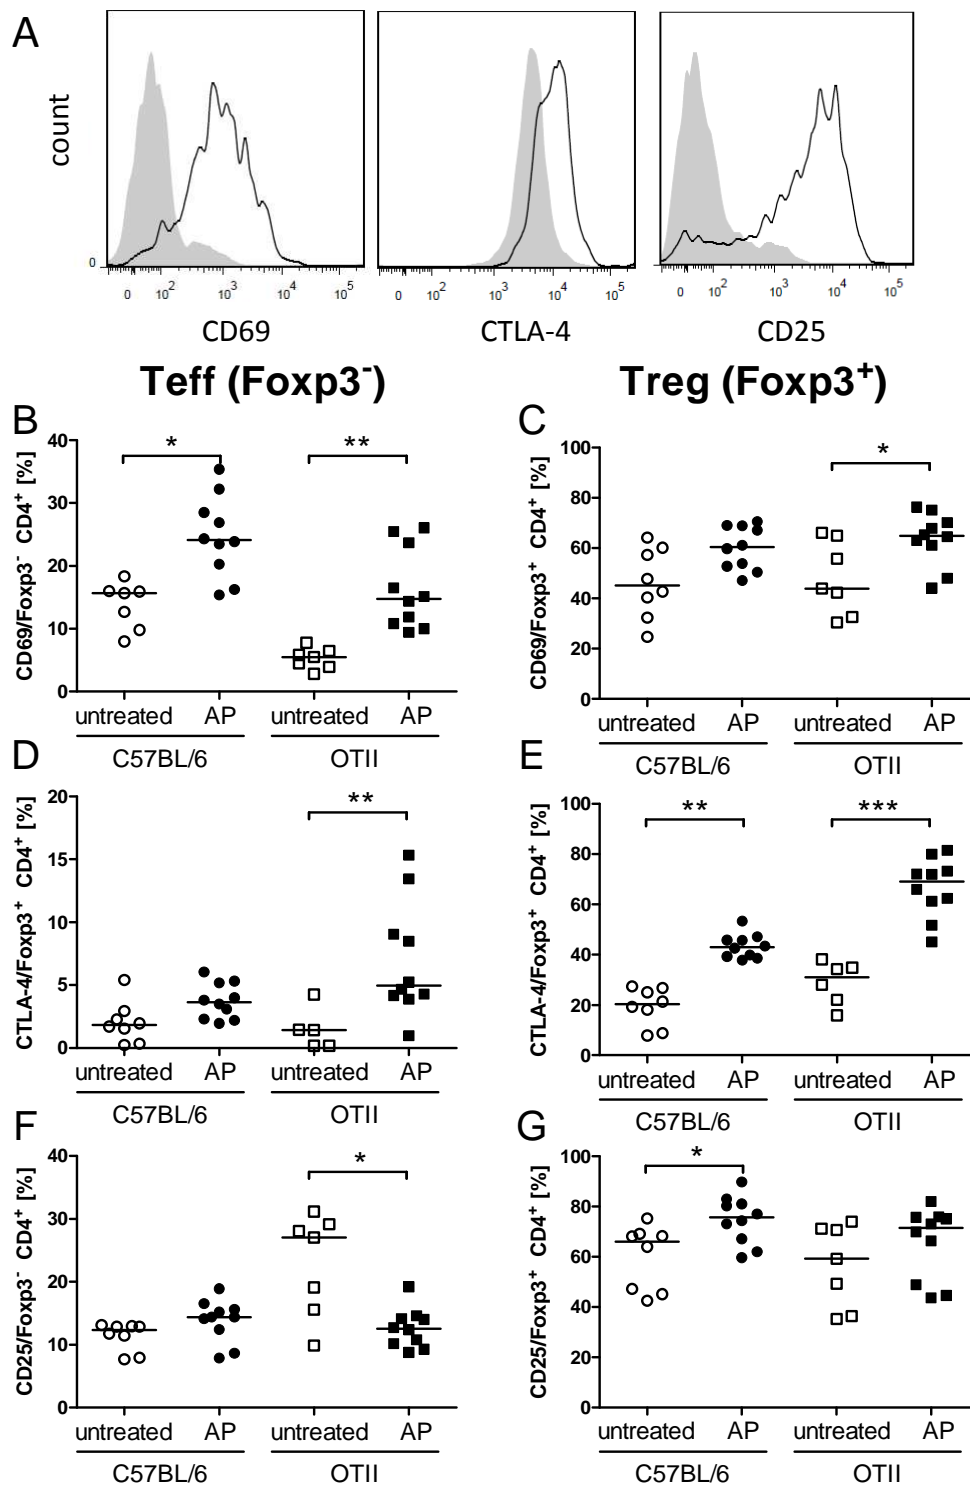 A
count
0
0 10² 10³ 10⁴ 10⁵
0 10² 10³ 10⁴ 10⁵
0 10² 10³ 10⁴ 10⁵
CD69 CTLA-4 CD25
Teff (Foxp3⁻) Treg (Foxp3⁺)
B
CD69/Foxp3⁻ CD4⁺ [%]
40
30
20
10
0
* **
untreated AP untreated AP
C57BL/6 OTII
C
CD69/Foxp3⁺ CD4⁺ [%]
100
80
60
40
20
0
*
untreated AP untreated AP
C57BL/6 OTII
D
CTLA-4/Foxp3⁺ CD4⁺ [%]
20
15
10
5
0
**
untreated AP untreated AP
C57BL/6 OTII
E
CTLA-4/Foxp3⁺ CD4⁺ [%]
100
80
60
40
20
0
** ***
untreated AP untreated AP
C57BL/6 OTII
F
CD25/Foxp3⁻ CD4⁺ [%]
40
30
20
10
0
*
untreated AP untreated AP
C57BL/6 OTII
G
CD25/Foxp3⁺ CD4⁺ [%]
100
80
60
40
20
0
*
untreated AP untreated AP
C57BL/6 OTII